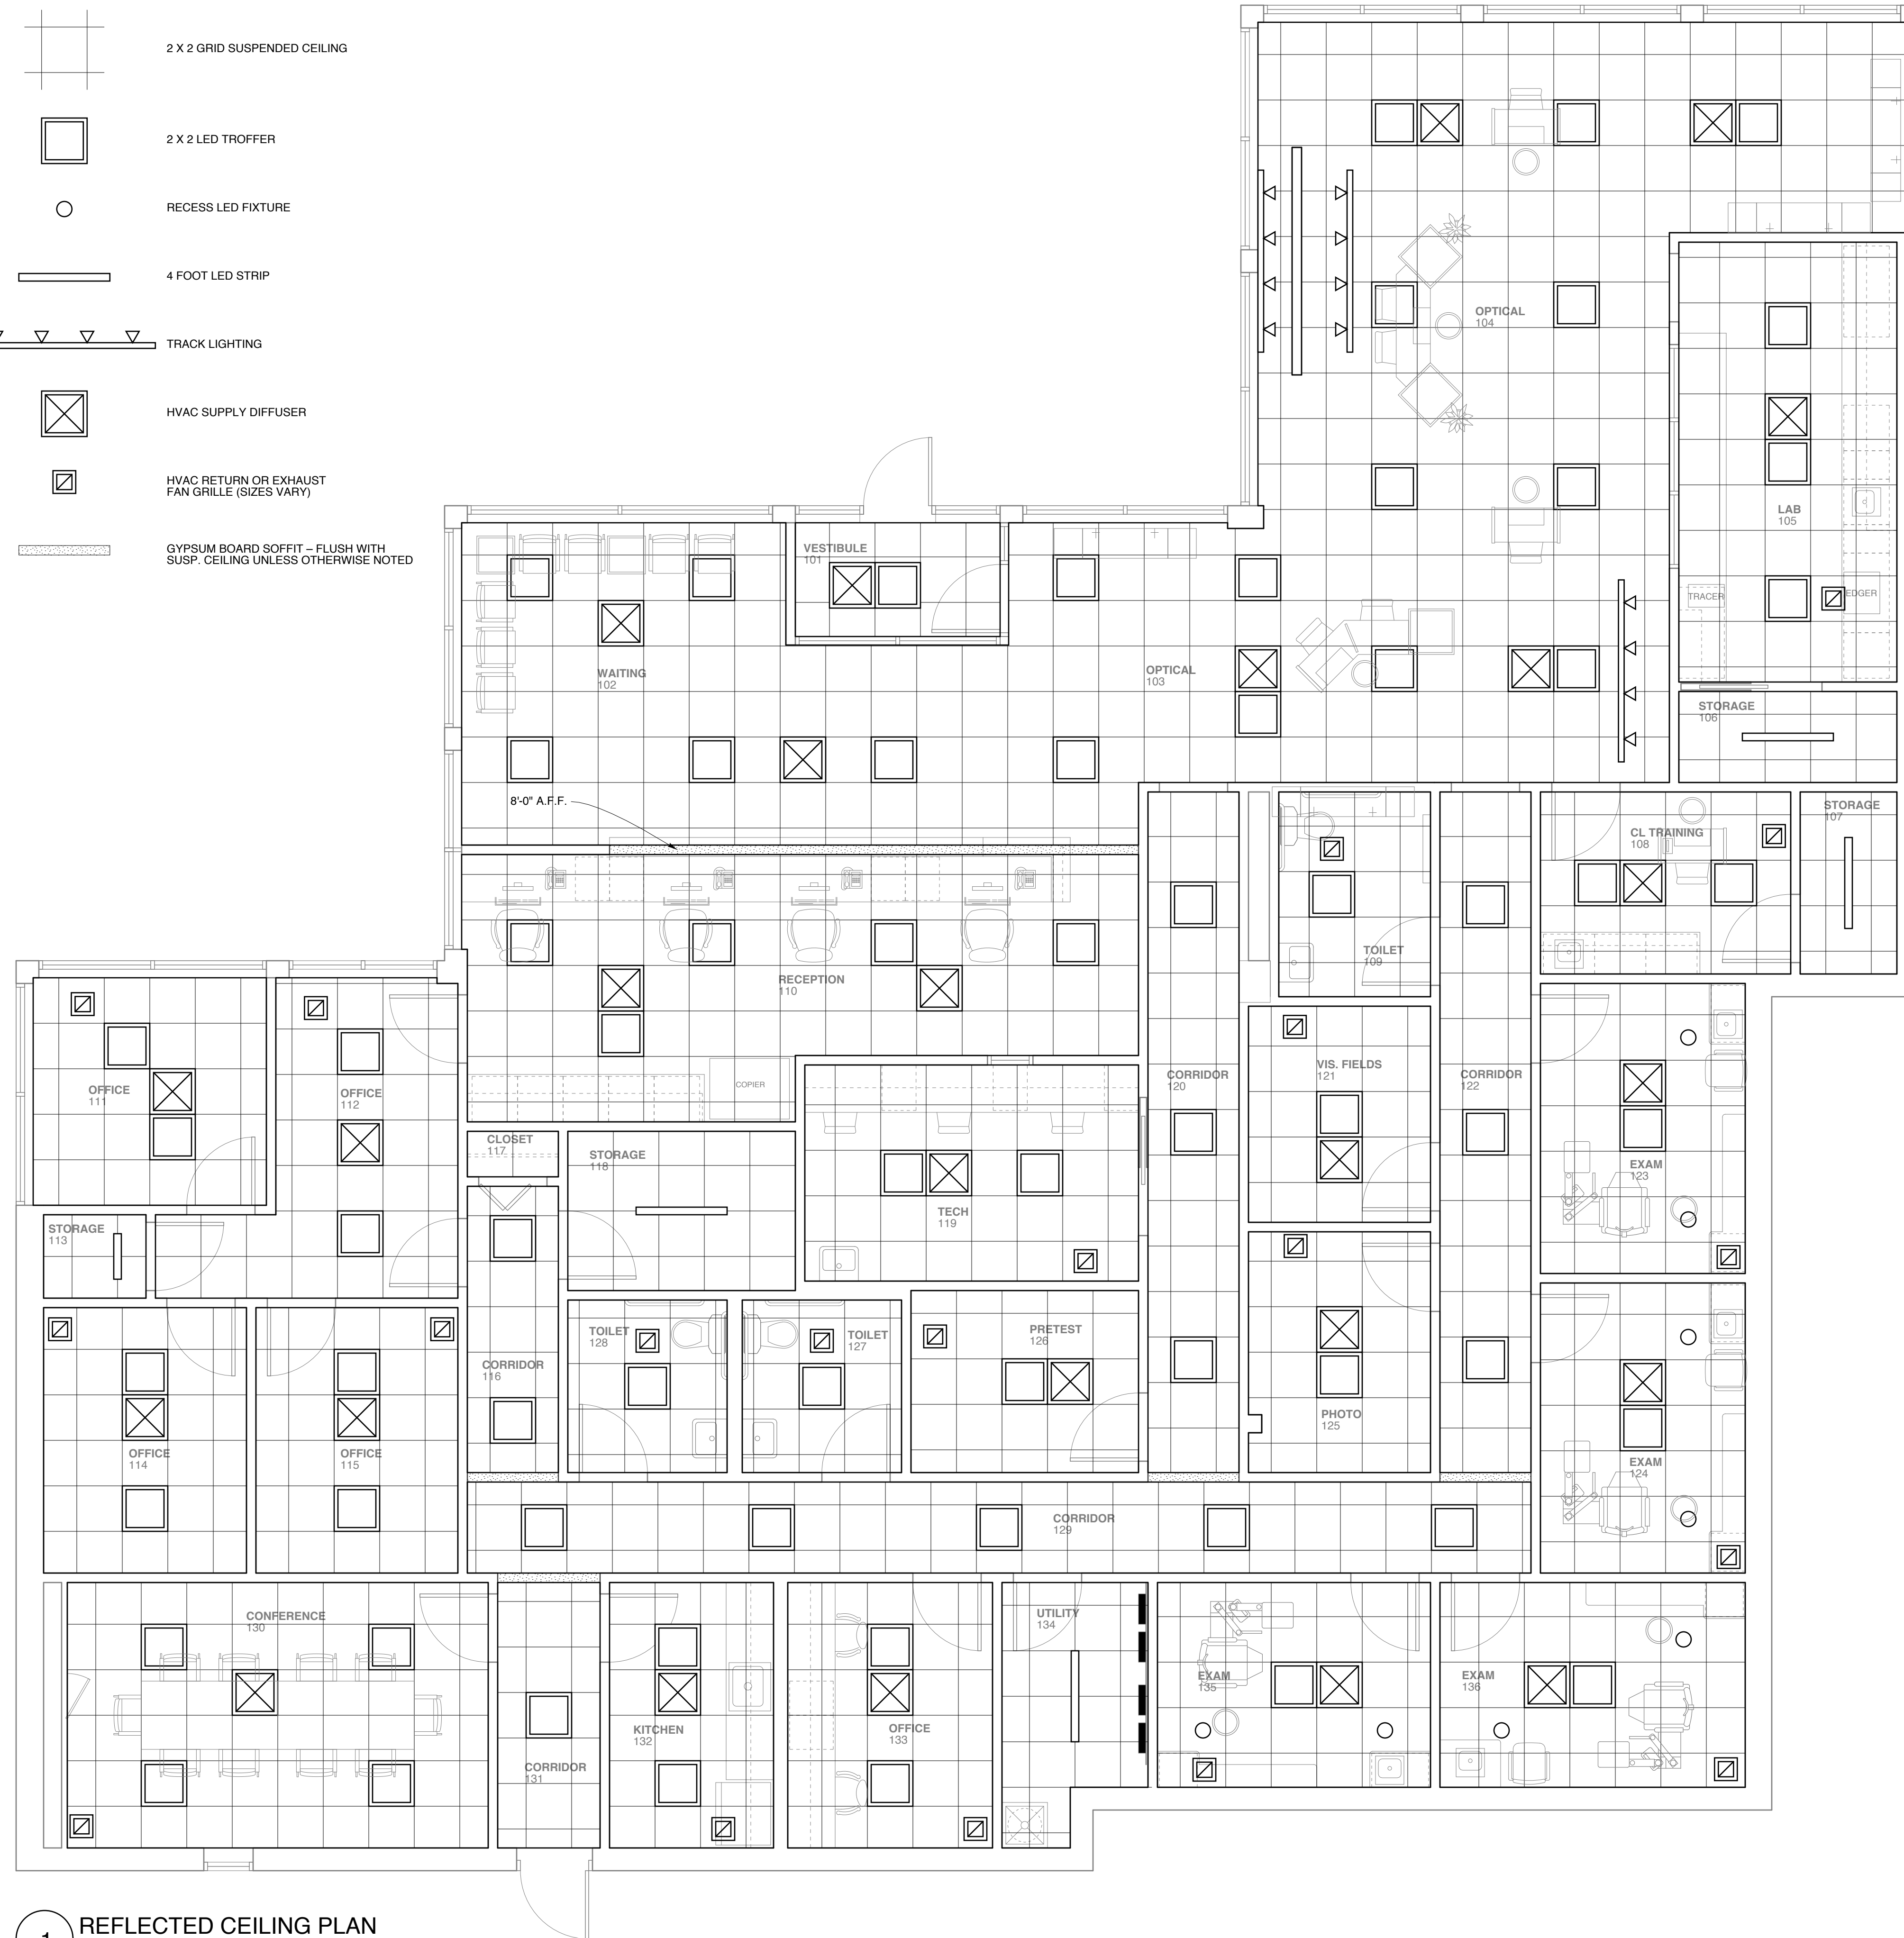 2 X 2 GRID SUSPENDED CEILING
2 X 2 LED TROFFER
RECESS LED FIXTURE
4 FOOT LED STRIP
TRACK LIGHTING
HVAC SUPPLY DIFFUSER
HVAC RETURN OR EXHAUST
FAN GRILLE (SIZES VARY)
GYPSUM BOARD SOFFIT – FLUSH WITH
SUSP. CEILING UNLESS OTHERWISE NOTED
VESTIBULE
101
WAITING
102
OPTICAL
103
OPTICAL
104
LAB
105
TRACER
EDGER
STORAGE
106
8'-0" A.F.F.
STORAGE
107
CL TRAINING
108
TOILET
109
RECEPTION
110
COPIER
OFFICE
111
OFFICE
112
STORAGE
113
OFFICE
114
OFFICE
115
CORRIDOR
116
CLOSET
117
STORAGE
118
TECH
119
CORRIDOR
120
VIS. FIELDS
121
CORRIDOR
122
EXAM
123
EXAM
124
PHOTO
125
PRETEST
126
TOILET
127
TOILET
128
CORRIDOR
129
CONFERENCE
130
CORRIDOR
131
KITCHEN
132
OFFICE
133
UTILITY
134
EXAM
135
EXAM
136
1
REFLECTED CEILING PLAN